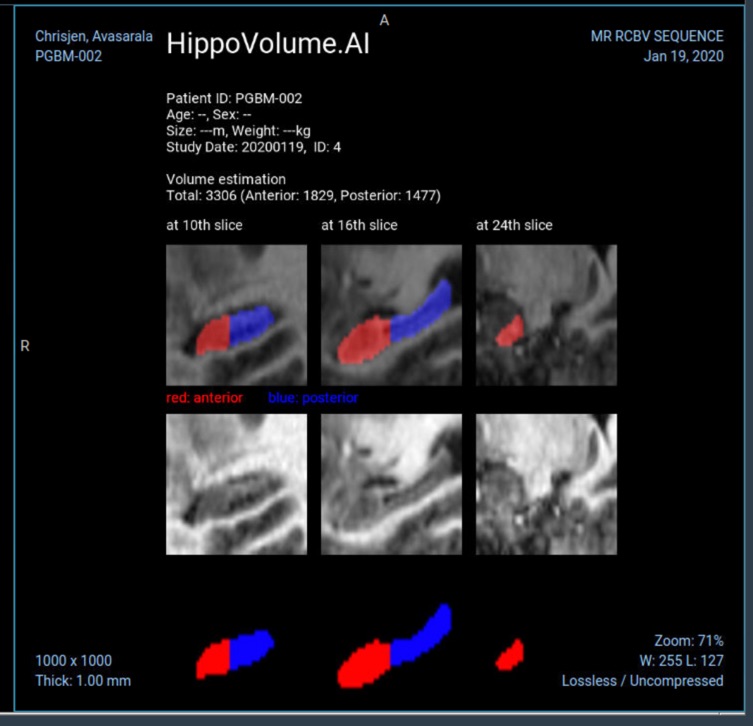 A
Chrisjen, Avasarala
PGBM-002
HippoVolume.AI
MR RCBV SEQUENCE
Jan 19, 2020
Patient ID: PGBM-002
Age: --, Sex: --
Size: ---m, Weight: ---kg
Study Date: 20200119, ID: 4
Volume estimation
Total: 3306 (Anterior: 1829, Posterior: 1477)
at 10th slice
at 16th slice
at 24th slice
R
red: anterior
blue: posterior
1000 x 1000
Thick: 1.00 mm
Zoom: 71%
W: 255 L: 127
Lossless / Uncompressed